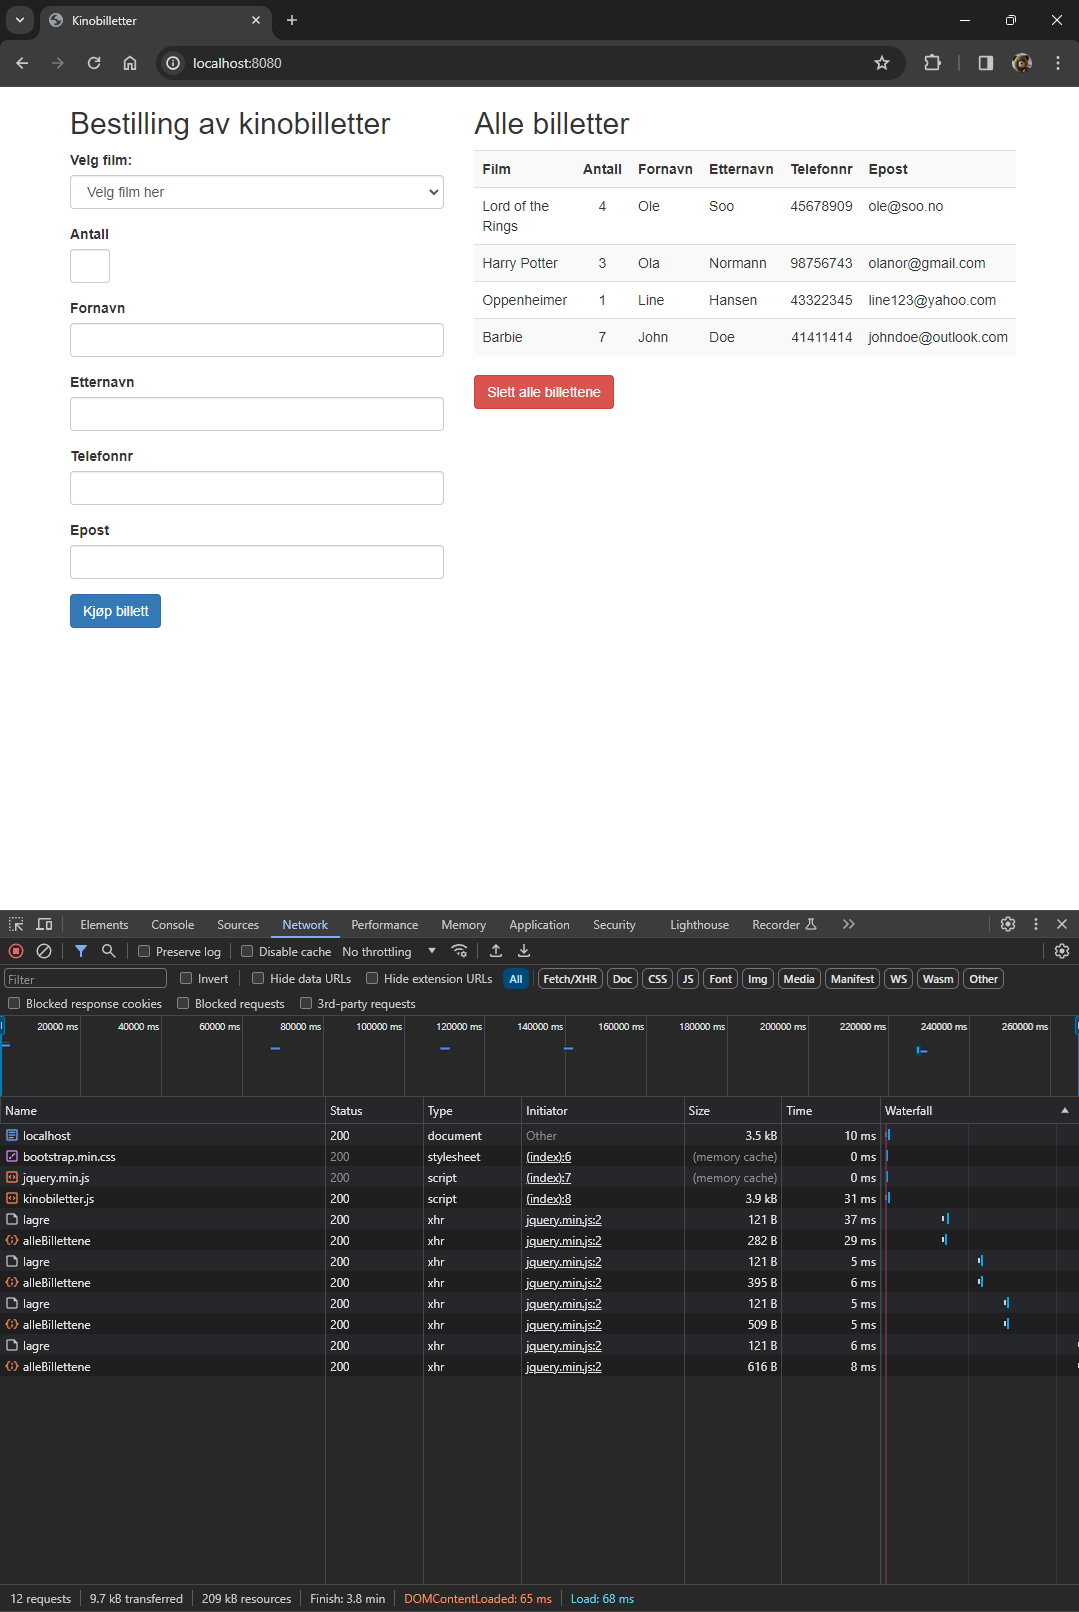 Kinobilletter
localhost:8080
Bestilling av kinobilletter
Velg film:
Velg film her
Antall
Fornavn
Etternavn
Telefonnr
Epost
Kjøp billett
Alle billetter
Film Antall Fornavn Etternavn Telefonnr Epost
Lord of the Rings 4 Ole Soo 45678909 ole@soo.no
Harry Potter 3 Ola Normann 98756743 olanor@gmail.com
Oppenheimer 1 Line Hansen 43322345 line123@yahoo.com
Barbie 7 John Doe 41411414 johndoe@outlook.com
Slett alle billettene
Elements Console Sources Network Performance Memory Application Security Lighthouse Recorder
Preserve log Disable cache No throttling
Filter Invert Hide data URLs Hide extension URLs All Fetch/XHR Doc CSS JS Font Img Media Manifest WS Wasm Other
Blocked response cookies Blocked requests 3rd-party requests
20000 ms 40000 ms 60000 ms 80000 ms 100000 ms 120000 ms 140000 ms 160000 ms 180000 ms 200000 ms 220000 ms 240000 ms 260000 ms
Name Status Type Initiator Size Time Waterfall
localhost 200 document Other 3.5 kB 10 ms
bootstrap.min.css 200 stylesheet (index):6 (memory cache) 0 ms
jquery.min.js 200 script (index):7 (memory cache) 0 ms
kinobiletter.js 200 script (index):8 3.9 kB 31 ms
lagre 200 xhr jquery.min.js:2 121 B 37 ms
alleBillettene 200 xhr jquery.min.js:2 282 B 29 ms
lagre 200 xhr jquery.min.js:2 121 B 5 ms
alleBillettene 200 xhr jquery.min.js:2 395 B 6 ms
lagre 200 xhr jquery.min.js:2 121 B 5 ms
alleBillettene 200 xhr jquery.min.js:2 509 B 5 ms
lagre 200 xhr jquery.min.js:2 121 B 6 ms
alleBillettene 200 xhr jquery.min.js:2 616 B 8 ms
12 requests 9.7 kB transferred 209 kB resources Finish: 3.8 min DOMContentLoaded: 65 ms Load: 68 ms